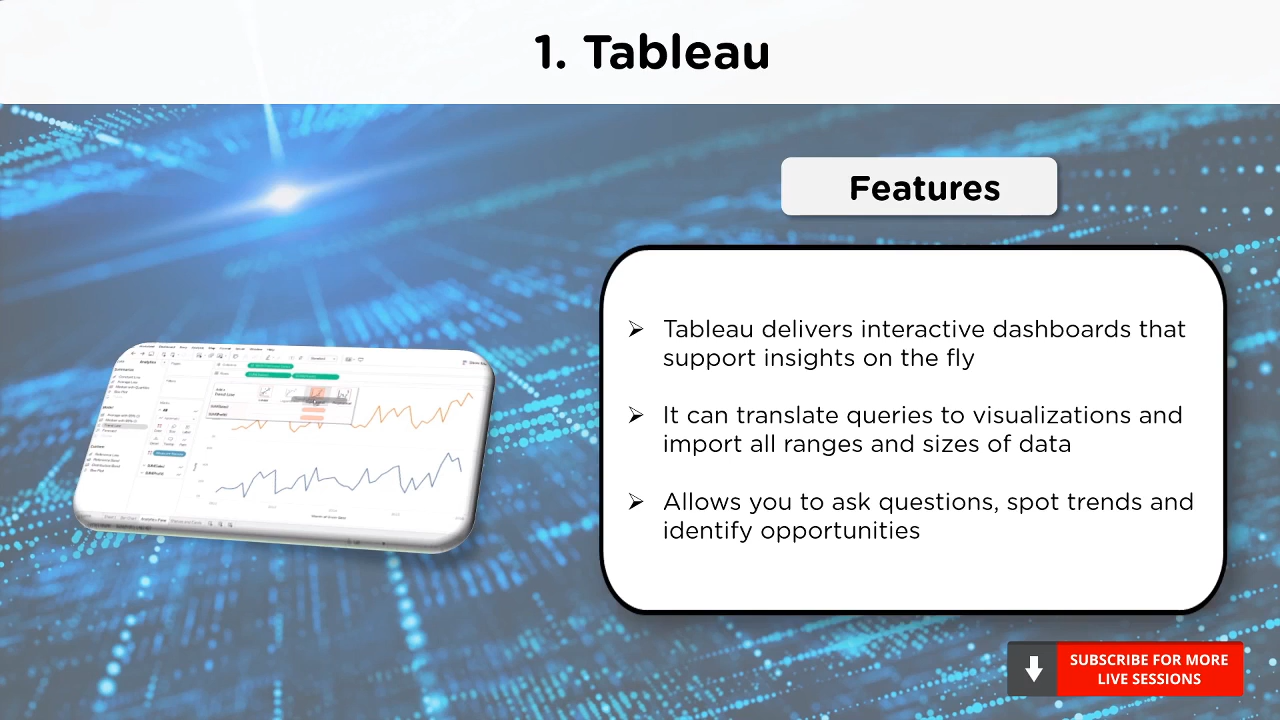 1. Tableau
Features
➢ Tableau delivers interactive dashboards that
support insights on the fly
➢ It can translate queries to visualizations and
import all ranges and sizes of data
➢ Allows you to ask questions, spot trends and
identify opportunities
SUBSCRIBE FOR MORE
LIVE SESSIONS